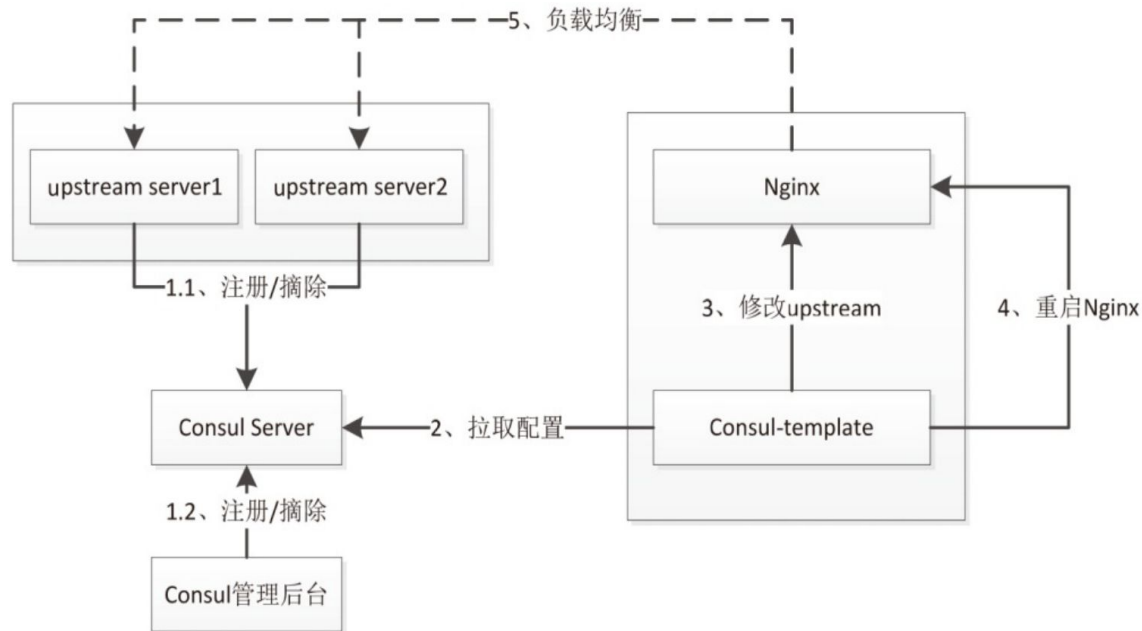 5、负载均衡
upstream server1
upstream server2
Nginx
1.1、注册/摘除
3、修改upstream
4、重启Nginx
Consul Server
2、拉取配置
Consul-template
1.2、注册/摘除
Consul管理后台